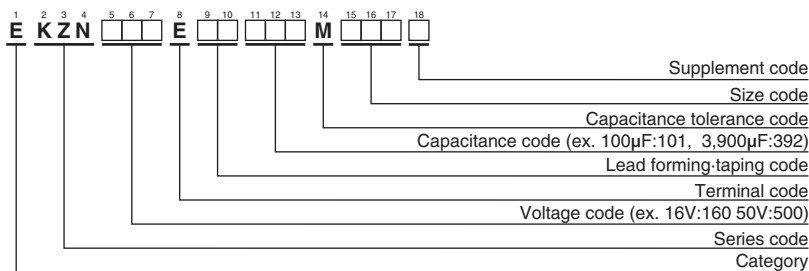 1 2 3 4 5 6 7 8 9 10 11 12 13 14 15 16 17 18
E KZN E M
Supplement code
Size code
Capacitance tolerance code
Capacitance code (ex. 100μF:101, 3,900μF:392)
Lead forming·taping code
Terminal code
Voltage code (ex. 16V:160 50V:500)
Series code
Category